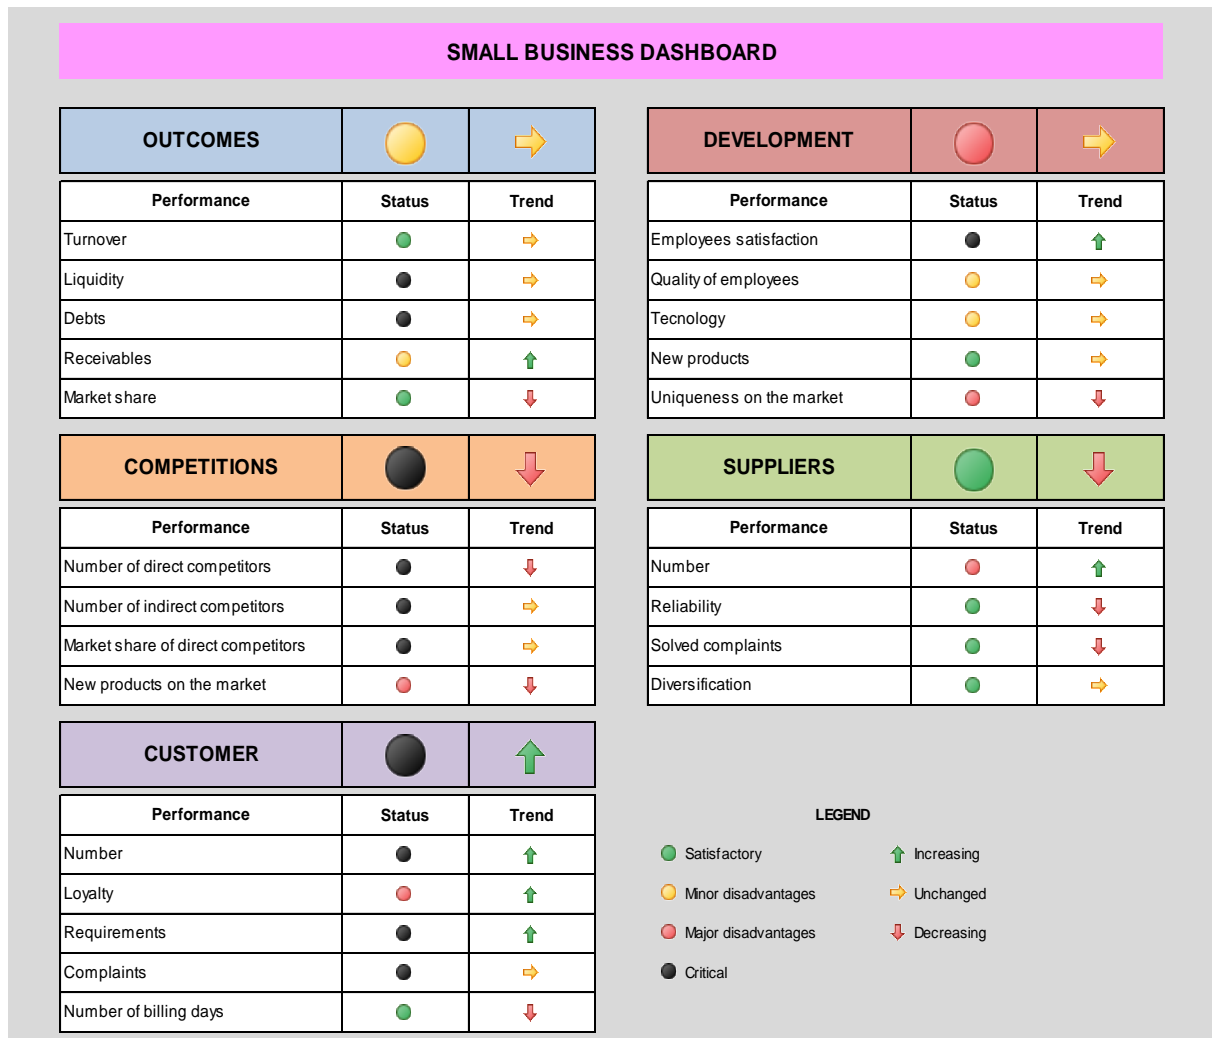 SMALL BUSINESS DASHBOARD
OUTCOMES
Performance Status Trend
Turnover
Liquidity
Debts
Receivables
Market share
DEVELOPMENT
Performance Status Trend
Employees satisfaction
Quality of employees
Tecnology
New products
Uniqueness on the market
COMPETITIONS
Performance Status Trend
Number of direct competitors
Number of indirect competitors
Market share of direct competitors
New products on the market
SUPPLIERS
Performance Status Trend
Number
Reliability
Solved complaints
Diversification
CUSTOMER
Performance Status Trend
Number
Loyalty
Requirements
Complaints
Number of billing days
LEGEND
Satisfactory Increasing
Minor disadvantages Unchanged
Major disadvantages Decreasing
Critical